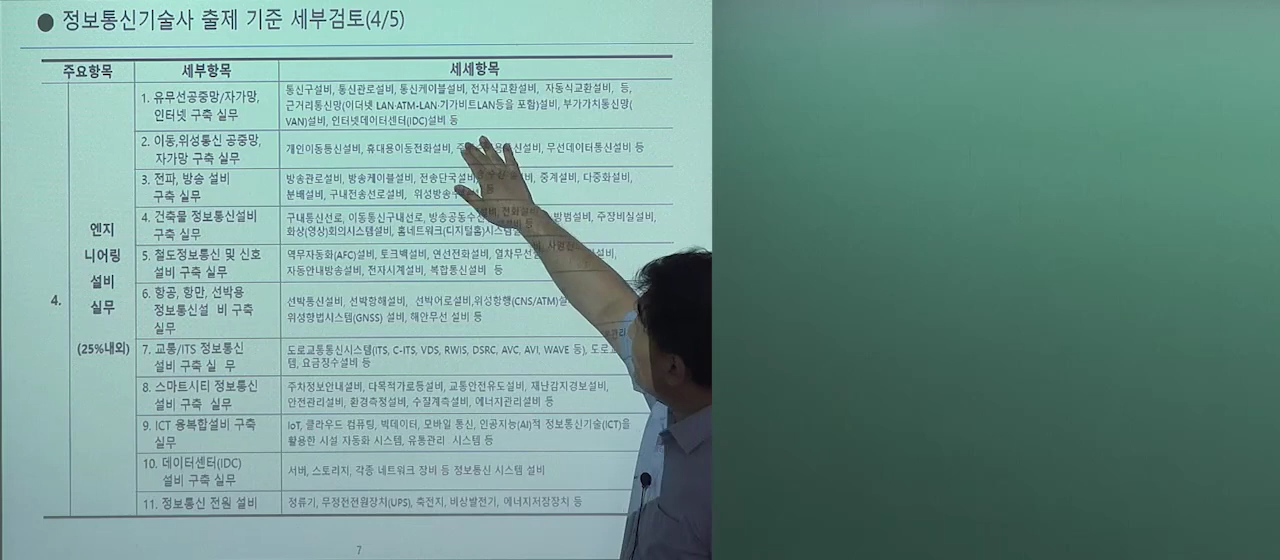 ● 정보통신기술사 출제 기준 세부검토(4/5)
주요항목 세부항목 세세항목
4.
엔지
니어링
설비
실무
(25%내외)
1. 유무선공중망/자가망,
인터넷 구축 실무
통신구설비, 통신관로설비, 통신케이블설비, 전자식교환설비, 자동식교환설비, 등,
근거리통신망(이더넷 LAN·ATM-LAN·기가비트LAN등을 포함)설비, 부가가치통신망(
VAN)설비, 인터넷데이터센터(IDC)설비 등
2. 이동,위성통신 공중망,
자가망 구축 실무
개인이동통신설비, 휴대용이동전화설비, 무선데이터통신설비 등
3. 전파, 방송 설비
구축 실무
방송관로설비, 방송케이블설비, 전송단국설비, 중계설비, 다중화설비,
분배설비, 구내전송선로설비, 등
4. 건축물 정보통신설비
구축 실무
구내통신선로, 이동통신구내선로, 방범설비, 주장비실설비,
화상(영상)회의시스템설비, 홈네트워크(디지털홈)시스템 등
5. 철도정보통신 및 신호
설비 구축 실무
역무자동화(AFC)설비, 토크백설비, 연선전화설비,
자동안내방송설비, 전자시계설비, 복합통신설비 등
6. 항공, 항만, 선박용
정보통신설 비 구축
실무
선박통신설비, 선박항해설비, 선박어로설비,위성항행(CNS/ATM)
위성항법시스템(GNSS) 설비, 해안무선 설비 등
7. 교통/ITS 정보통신
설비 구축 실 무
도로교통통신시스템(ITS, C-ITS, VDS, RWIS, DSRC, AVC, AVI, WAVE 등),
템, 요금징수설비 등
8. 스마트시티 정보통신
설비 구축 실무
주차정보안내설비, 다목적가로등설비, 교통안전유도설비, 재난감지경보설비,
안전관리설비, 환경측정설비, 수질계측설비, 에너지관리설비 등
9. ICT 융복합설비 구축
실무
IoT, 클라우드 컴퓨팅, 빅데이터, 모바일 통신, 인공지능(AI)적 정보통신기술(ICT)을
활용한 시설 자동화 시스템, 유통관리 시스템 등
10. 데이터센터(IDC)
설비 구축 실무
서버, 스토리지, 각종 네트워크 장비 등 정보통신 시스템 설비
11. 정보통신 전원 설비
정류기, 무정전전원장치(UPS), 축전지, 비상발전기, 에너지저장장치 등
7